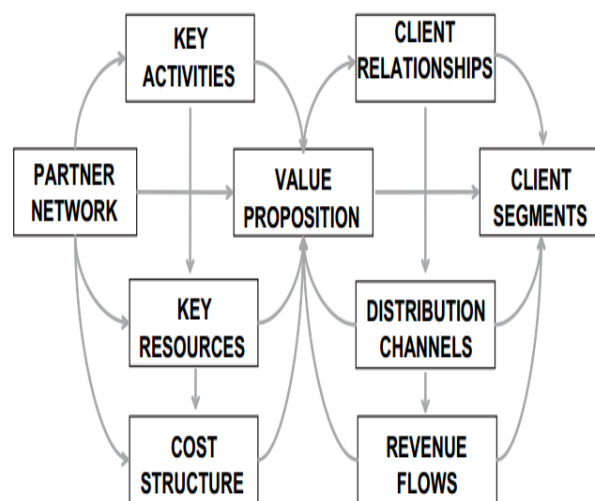 KEY
ACTIVITIES
CLIENT
RELATIONSHIPS
PARTNER
NETWORK
VALUE
PROPOSITION
CLIENT
SEGMENTS
KEY
RESOURCES
DISTRIBUTION
CHANNELS
COST
STRUCTURE
REVENUE
FLOWS